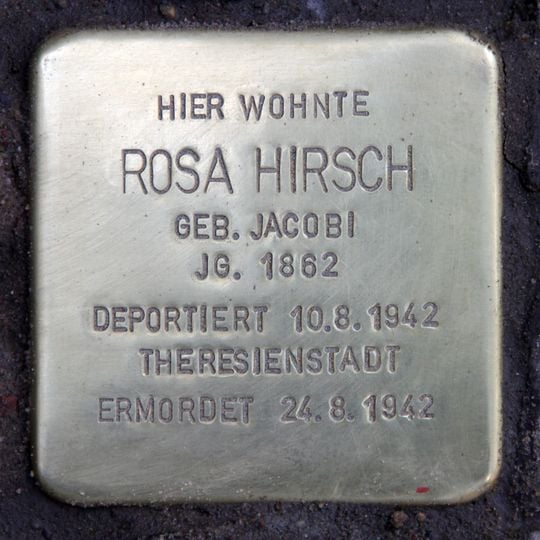 HIER WOHNTE
ROSA HIRSCH
GEB. JACOBI
JG. 1862
DEPORTIERT 10.8.1942
THERESIENSTADT
ERMORDET 24.8.1942